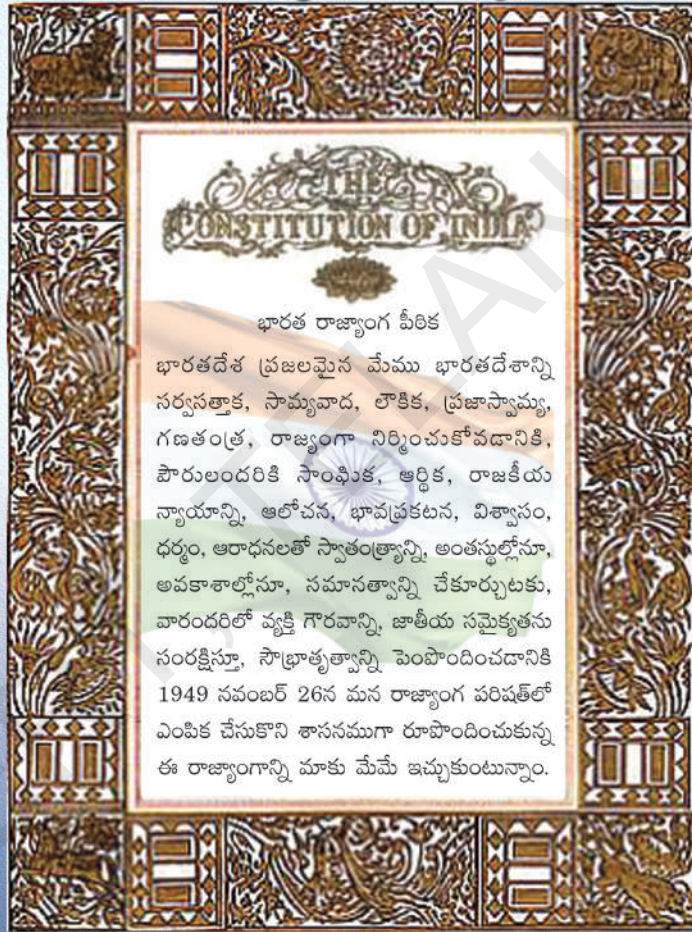 THE
CONSTITUTION OF INDIA
భారత రాజ్యాంగ పీఠిక
భారతదేశ ప్రజలమైన మేము భారతదేశాన్ని
సర్వసత్తాక, సామ్యవాద, లౌకిక, ప్రజాస్వామ్య,
గణతంత్ర, రాజ్యంగా నిర్మించుకోవడానికి,
పౌరులందరికి సాంఘిక, ఆర్థిక, రాజకీయ
న్యాయాన్ని, ఆలోచన, భావప్రకటన, విశ్వాసం,
ధర్మం, ఆరాధనలతో స్వాతంత్ర్యాన్ని, అంతస్థుల్లోనూ,
అవకాశాల్లోనూ, సమానత్వాన్ని చేకూర్చుటకు,
వారందరిలో వ్యక్తి గౌరవాన్ని, జాతీయ సమైక్యతను
సంరక్షిస్తూ, సౌభ్రాతృత్వాన్ని పెంపొందించడానికి
1949 నవంబర్ 26న మన రాజ్యాంగ పరిషత్‌లో
ఎంపిక చేసుకొని శాసనముగా రూపొందించుకున్న
ఈ రాజ్యాంగాన్ని మాకు మేమే ఇచ్చుకుంటున్నాం.